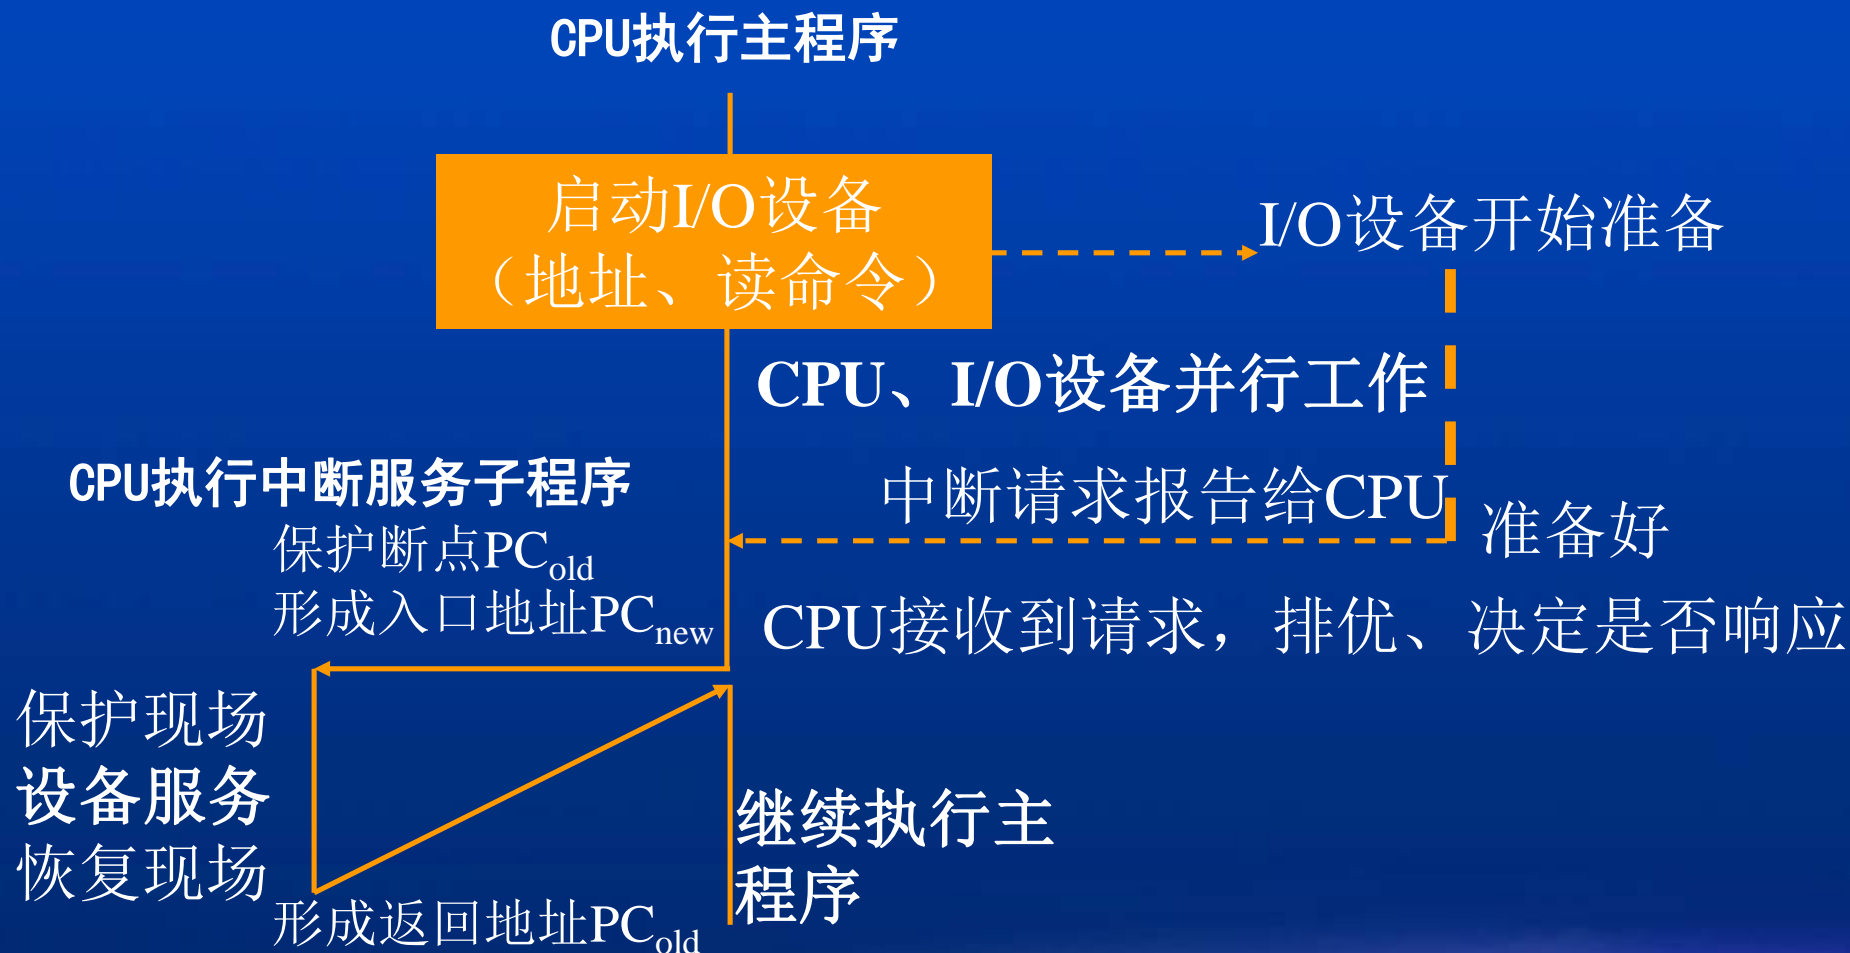 CPU执行主程序
启动I/O设备
（地址、读命令）
I/O设备开始准备
CPU、I/O设备并行工作
CPU执行中断服务子程序
中断请求报告给CPU
准备好
保护断点PCold
形成入口地址PCnew
CPU接收到请求，排优、决定是否响应
保护现场
设备服务
恢复现场
继续执行主
程序
形成返回地址PCold